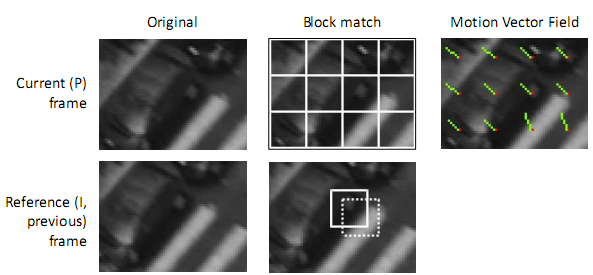 Original
Block match
Motion Vector Field
Current (P)
frame
Reference (I,
previous)
frame